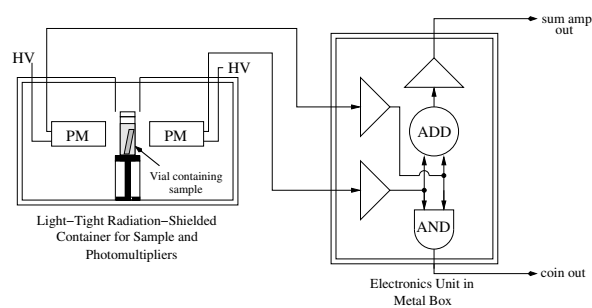 HV
HV
PM
PM
Vial containing
sample
Light−Tight Radiation−Shielded
Container for Sample and
Photomultipliers
sum amp
out
ADD
AND
coin out
Electronics Unit in
Metal Box